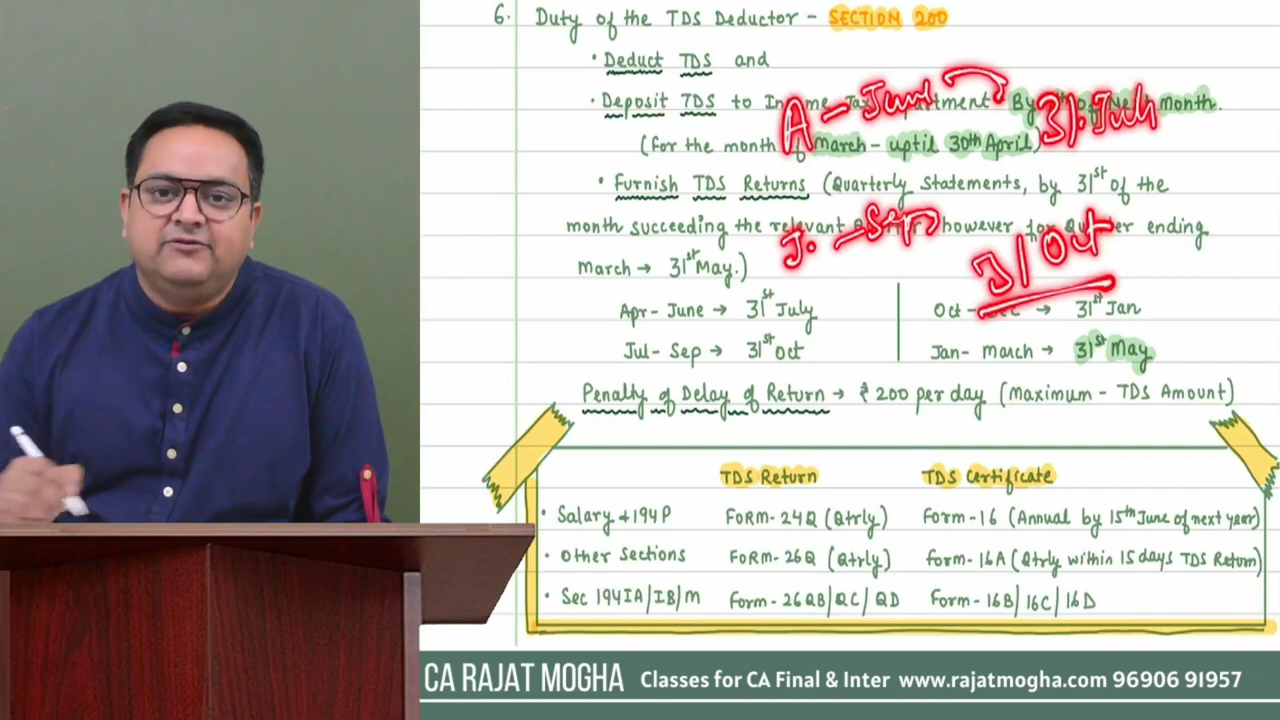 6. Duty of the TDS Deductor - SECTION 200
• Deduct TDS and
• Deposit TDS to Income Tax Department By of Next month.
A - June 31. July
(for the month of march - uptil 30th April)
• Furnish TDS Returns (Quarterly Statements, by 31st of the
month succeeding the relevant however for Quarter ending
J. - Sep
31 Oct
march → 31st May.)
Apr - June → 31st July
Oct - Dec → 31st Jan
Jul - Sep → 31st oct
Jan - march → 31st May
Penalty of Delay of Return → ₹ 200 per day (Maximum - TDS Amount)
TDS Return TDS Certificate
• Salary + 194P FORM - 24Q (Qtrly) Form - 16 (Annual by 15th June of next year)
• other Sections FORM - 26Q (Qtrly) form - 16A (Qtrly within 15 days TDS Return)
• Sec 194IA/IB/M Form - 26QB/QC/QD Form - 16B/16C/16D
CA RAJAT MOGHA Classes for CA Final & Inter www.rajatmogha.com 96906 91957